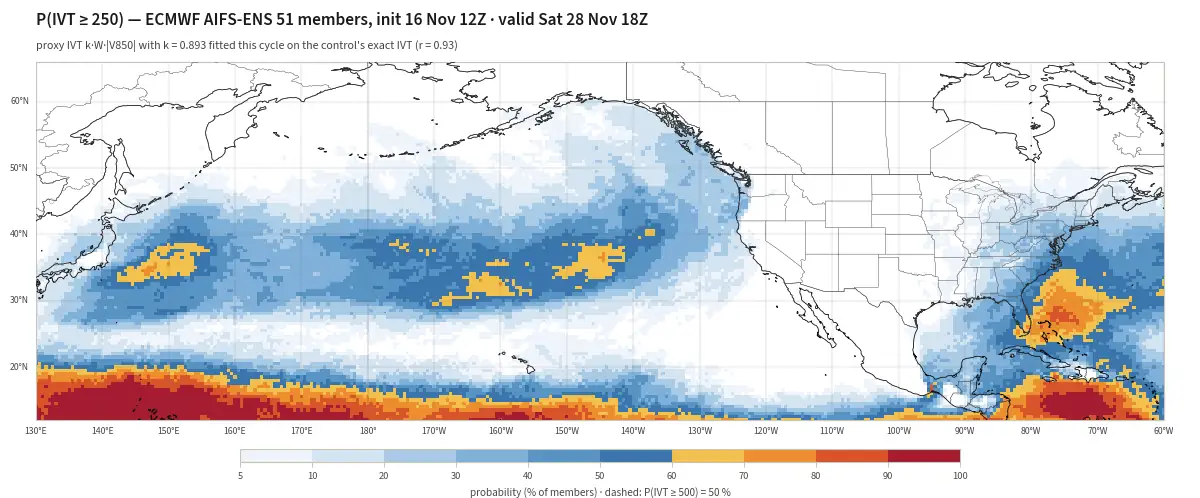 P(IVT ≥ 250) — ECMWF AIFS-ENS 51 members, init 16 Nov 12Z · valid Sat 28 Nov 18Z
proxy IVT k·W·|V850| with k = 0.893 fitted this cycle on the control's exact IVT (r = 0.93)
60°N
50°N
40°N
30°N
20°N
130°E 140°E 150°E 160°E 170°E 180° 170°W 160°W 150°W 140°W 130°W 120°W 110°W 100°W 90°W 80°W 70°W 60°W
5 10 20 30 40 50 60 70 80 90 100
probability (% of members) · dashed: P(IVT ≥ 500) = 50 %